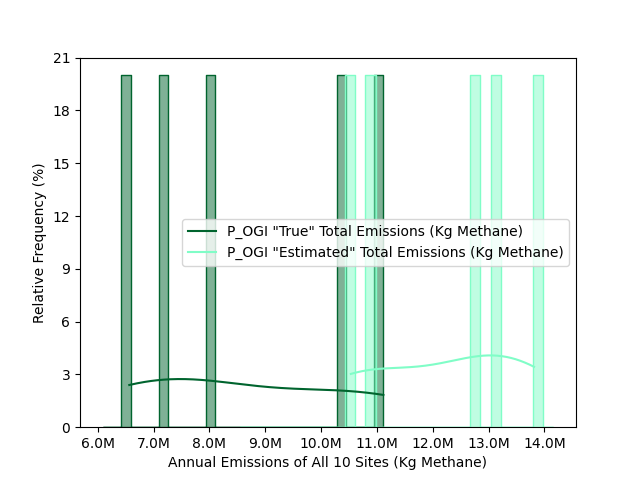 21
18
15
12
9
6
3
0
Relative Frequency (%)
P_OGI "True" Total Emissions (Kg Methane)
P_OGI "Estimated" Total Emissions (Kg Methane)
6.0M 7.0M 8.0M 9.0M 10.0M 11.0M 12.0M 13.0M 14.0M
Annual Emissions of All 10 Sites (Kg Methane)